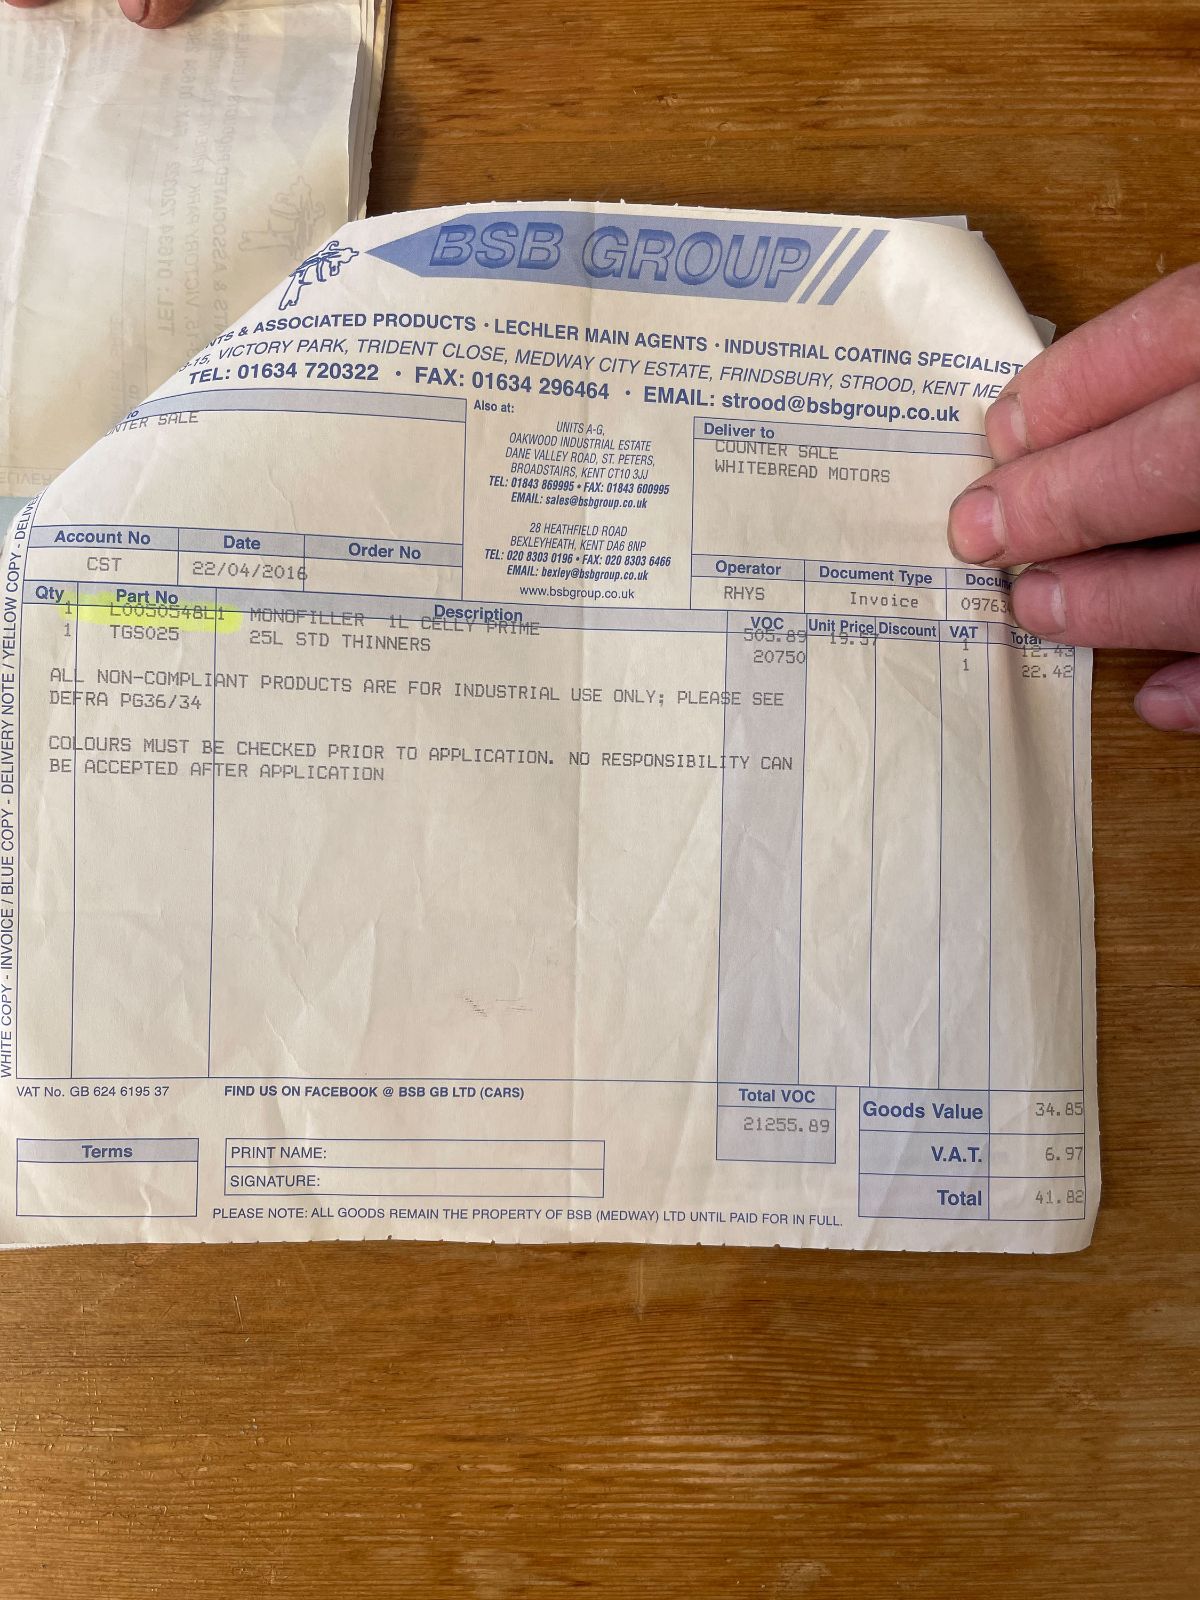 BSB GROUP
& ASSOCIATED PRODUCTS · LECHLER MAIN AGENTS · INDUSTRIAL COATING SPECIALIST
-15, VICTORY PARK, TRIDENT CLOSE, MEDWAY CITY ESTATE, FRINDSBURY, STROOD, KENT ME
TEL: 01634 720322 • FAX: 01634 296464 • EMAIL: strood@bsbgroup.co.uk
SALE
Also at:
UNITS A-G,
OAKWOOD INDUSTRIAL ESTATE
DANE VALLEY ROAD, ST. PETERS,
BROADSTAIRS, KENT CT10 3JJ
TEL: 01843 869995 • FAX: 01843 600995
EMAIL: sales@bsbgroup.co.uk
28 HEATHFIELD ROAD
BEXLEYHEATH, KENT DA6 8NP
TEL: 020 8303 0196 • FAX: 020 8303 6466
EMAIL: bexley@bsbgroup.co.uk
www.bsbgroup.co.uk
Deliver to
COUNTER SALE
WHITEBREAD MOTORS
Account No Date Order No
CST 22/04/2016
Operator Document Type
RHYS Invoice 09763
Qty Part No Description VOC Unit Price Discount VAT Total
1 L0050548L1 MONOFILLER 1L CELLY PRIME 505.89 19.37 1 12.43
1 TGS025 25L STD THINNERS 20750 1 22.42
ALL NON-COMPLIANT PRODUCTS ARE FOR INDUSTRIAL USE ONLY; PLEASE SEE
DEFRA PG36/34
COLOURS MUST BE CHECKED PRIOR TO APPLICATION. NO RESPONSIBILITY CAN
BE ACCEPTED AFTER APPLICATION
WHITE COPY - INVOICE / BLUE COPY - DELIVERY NOTE / YELLOW COPY -
VAT No. GB 624 6195 37 FIND US ON FACEBOOK @ BSB GB LTD (CARS)
Total VOC
21255.89
Goods Value 34.85
V.A.T. 6.97
Total 41.82
Terms
PRINT NAME:
SIGNATURE:
PLEASE NOTE: ALL GOODS REMAIN THE PROPERTY OF BSB (MEDWAY) LTD UNTIL PAID FOR IN FULL.